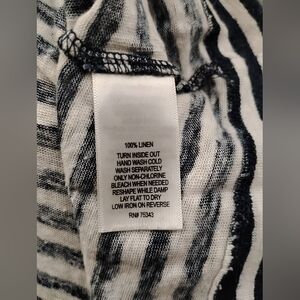 100% LINEN
TURN INSIDE OUT
HAND WASH COLD
WASH SEPARATELY
ONLY NON-CHLORINE
BLEACH WHEN NEEDED
RESHAPE WHILE DAMP
LAY FLAT TO DRY
LOW IRON ON REVERSE
RN# 75343